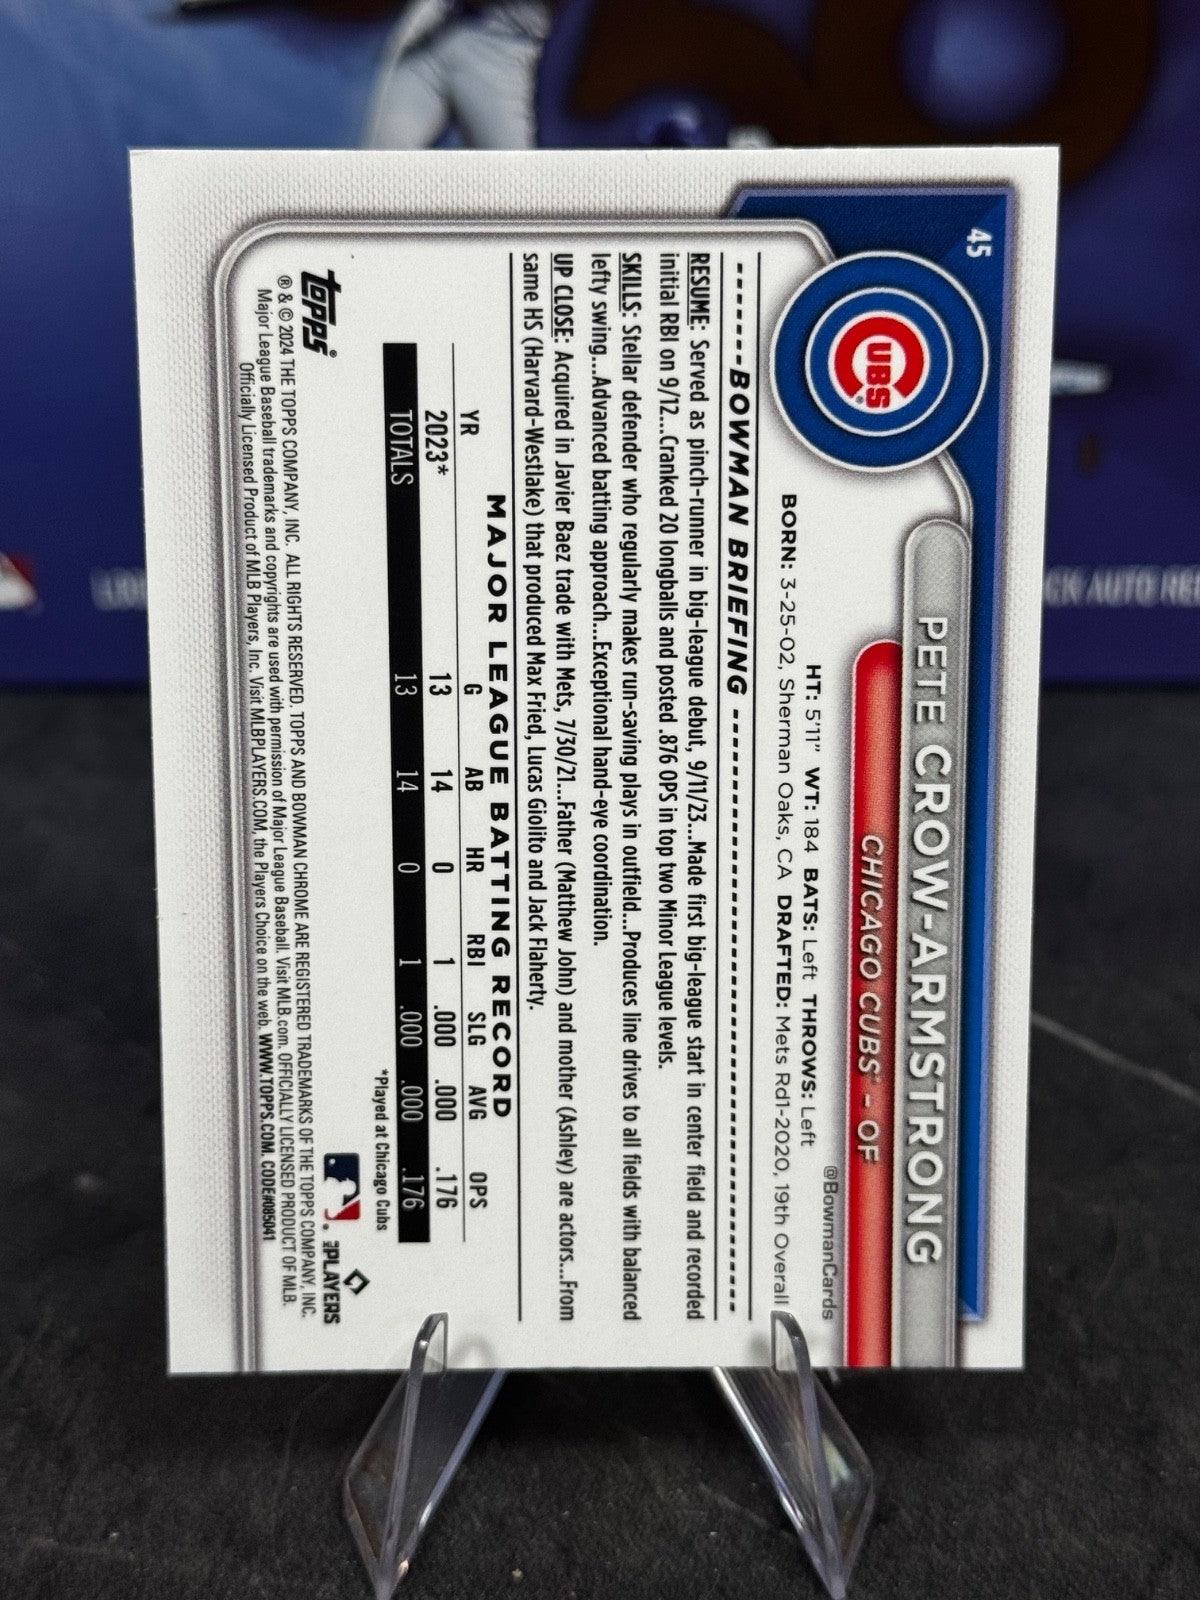 45
CUBS
PETE CROW-ARMSTRONG
CHICAGO CUBS® - OF
@BowmanCards
HT: 5'11" WT: 184 BATS: Left THROWS: Left
BORN: 3-25-02, Sherman Oaks, CA DRAFTED: Mets Rd1-2020, 19th Overall
BOWMAN BRIEFING
RESUME: Served as pinch-runner in big-league debut, 9/11/23...Made first big-league start in center field and recorded
initial RBI on 9/12...Cranked 20 longballs and posted .876 OPS in top two Minor League levels.
SKILLS: Stellar defender who regularly makes run-saving plays in outfield...Produces line drives to all fields with balanced
lefty swing...Advanced batting approach...Exceptional hand-eye coordination.
UP CLOSE: Acquired in Javier Baez trade with Mets, 7/30/21...Father (Matthew John) and mother (Ashley) are actors...From
same HS (Harvard-Westlake) that produced Max Fried, Lucas Giolito and Jack Flaherty.
MAJOR LEAGUE BATTING RECORD
YR G AB HR RBI SLG AVG OPS
2023* 13 14 0 1 .000 .000 .176
TOTALS 13 14 0 1 .000 .000 .176
*Played at Chicago Cubs
topps®
MLB PLAYERS
® & © 2024 THE TOPPS COMPANY, INC. ALL RIGHTS RESERVED. TOPPS AND BOWMAN CHROME ARE REGISTERED TRADEMARKS OF THE TOPPS COMPANY, INC.
Major League Baseball trademarks and copyrights are used with permission of Major League Baseball. Visit MLB.com. OFFICIALLY LICENSED PRODUCT OF MLB.
Officially Licensed Product of MLB Players, Inc. Visit MLBPLAYERS.COM, the Players Choice on the web. WWW.TOPPS.COM. CODE#085041
CK AUTO RE